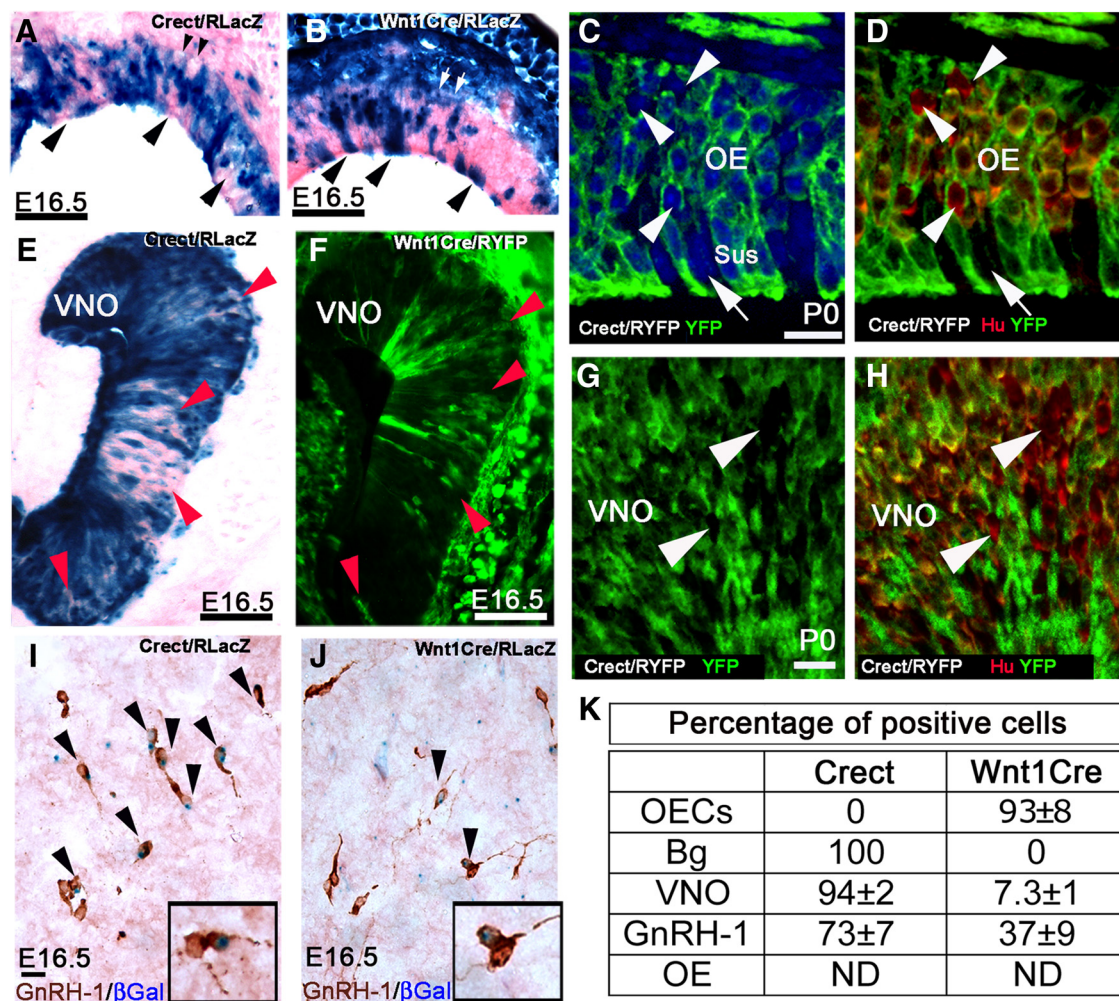 A
Crect/RLacZ
E16.5
B
Wnt1Cre/RLacZ
E16.5
C
OE
Sus
P0
Crect/RYFP YFP
D
OE
Crect/RYFP Hu YFP
E
Crect/RLacZ
VNO
E16.5
F
Wnt1Cre/RYFP
VNO
E16.5
G
VNO
P0
Crect/RYFP YFP
H
VNO
Crect/RYFP Hu YFP
I
Crect/RLacZ
E16.5
GnRH-1/βGal
J
Wnt1Cre/RLacZ
E16.5
GnRH-1/βGal
K
Percentage of positive cells
Crect Wnt1Cre
OECs 0 93±8
Bg 100 0
VNO 94±2 7.3±1
GnRH-1 73±7 37±9
OE ND ND